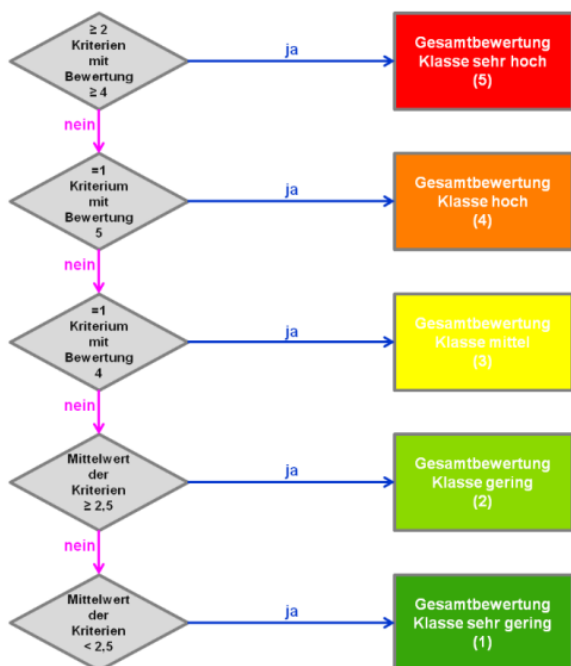 ≥ 2
Kriterien
mit
Bewertung
≥ 4
ja
Gesamtbewertung
Klasse sehr hoch
(5)
nein
=1
Kriterium
mit
Bewertung
5
ja
Gesamtbewertung
Klasse hoch
(4)
nein
=1
Kriterium
mit
Bewertung
4
ja
Gesamtbewertung
Klasse mittel
(3)
nein
Mittelwert
der
Kriterien
≥ 2,5
ja
Gesamtbewertung
Klasse gering
(2)
nein
Mittelwert
der
Kriterien
< 2,5
ja
Gesamtbewertung
Klasse sehr gering
(1)